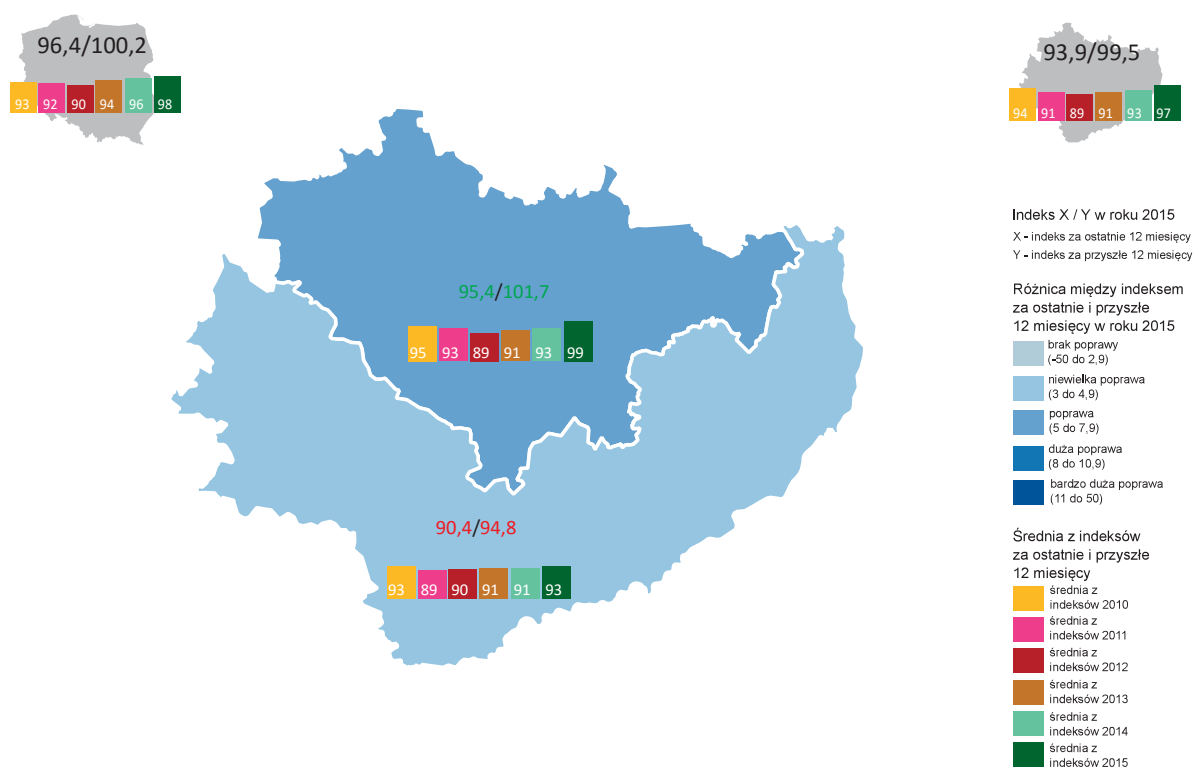 96,4/100,2
93 92 90 94 96 98
93,9/99,5
94 91 89 91 93 97
95,4/101,7
95 93 89 91 93 99
90,4/94,8
93 89 90 91 91 93
Indeks X / Y w roku 2015
X - indeks za ostatnie 12 miesięcy
Y - indeks za przyszłe 12 miesięcy
Różnica między indeksem
za ostatnie i przyszłe
12 miesięcy w roku 2015
brak poprawy
(-50 do 2,9)
niewielka poprawa
(3 do 4,9)
poprawa
(5 do 7,9)
duża poprawa
(8 do 10,9)
bardzo duża poprawa
(11 do 50)
Średnia z indeksów
za ostatnie i przyszłe
12 miesięcy
średnia z
indeksów 2010
średnia z
indeksów 2011
średnia z
indeksów 2012
średnia z
indeksów 2013
średnia z
indeksów 2014
średnia z
indeksów 2015